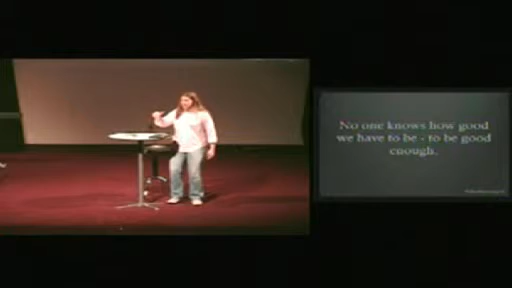 No one knows how good
we have to be - to be good
enough.